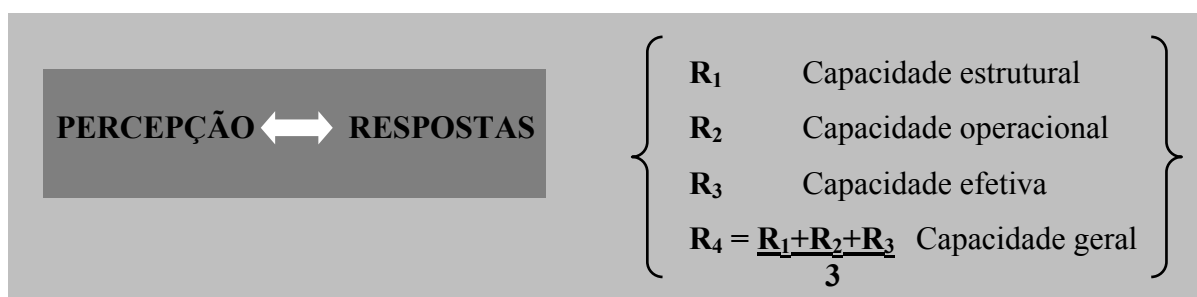 PERCEPÇÃO RESPOSTAS
R₁ Capacidade estrutural
R₂ Capacidade operacional
R₃ Capacidade efetiva
R₄ = R₁+R₂+R₃ Capacidade geral
3